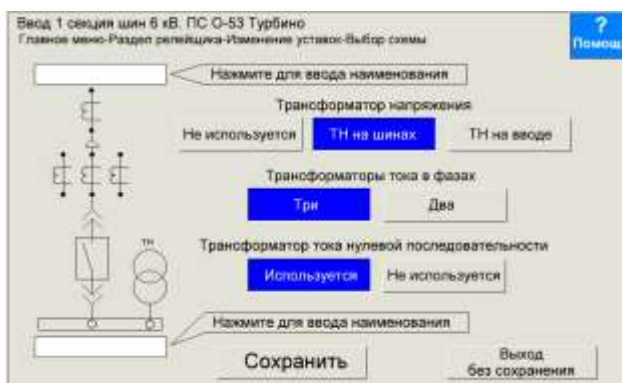 Ввод 1 секция шин 6 кВ. ПС О-53 Турбино
Главное меню-Раздел релейщика-Изменение уставок-Выбор схемы
?
Помощь
Нажмите для ввода наименования
Трансформатор напряжения
Не используется
ТН на шинах
ТН на вводе
Трансформаторы тока в фазах
Три
Два
Трансформатор тока нулевой последовательности
ТН
Используется
Не используется
Нажмите для ввода наименования
Сохранить
Выход
без сохранения